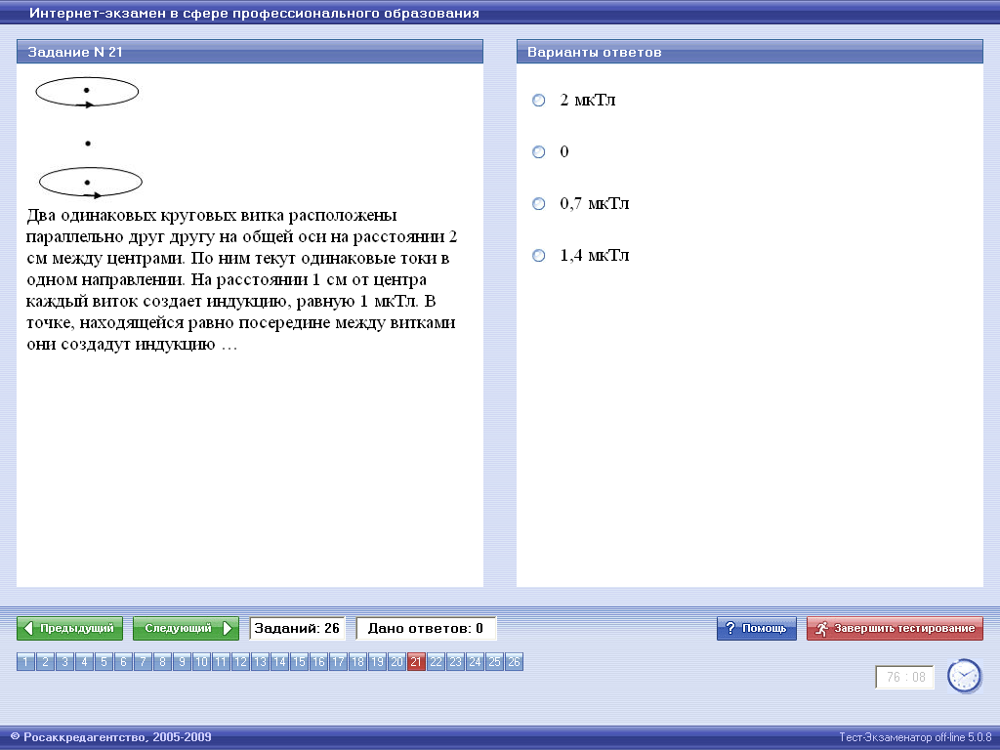 Интернет-экзамен в сфере профессионального образования
Задание N 21
Два одинаковых круговых витка расположены
параллельно друг другу на общей оси на расстоянии 2
см между центрами. По ним текут одинаковые токи в
одном направлении. На расстоянии 1 см от центра
каждый виток создает индукцию, равную 1 мкТл. В
точке, находящейся равно посередине между витками
они создадут индукцию …
Варианты ответов
2 мкТл
0
0,7 мкТл
1,4 мкТл
Предыдущий Следующий Заданий: 26 Дано ответов: 0 ? Помощь Завершить тестирование
1 2 3 4 5 6 7 8 9 10 11 12 13 14 15 16 17 18 19 20 21 22 23 24 25 26
76 : 08
© Росаккредагентство, 2005-2009 Тест-Экзаменатор off-line 5.0.8